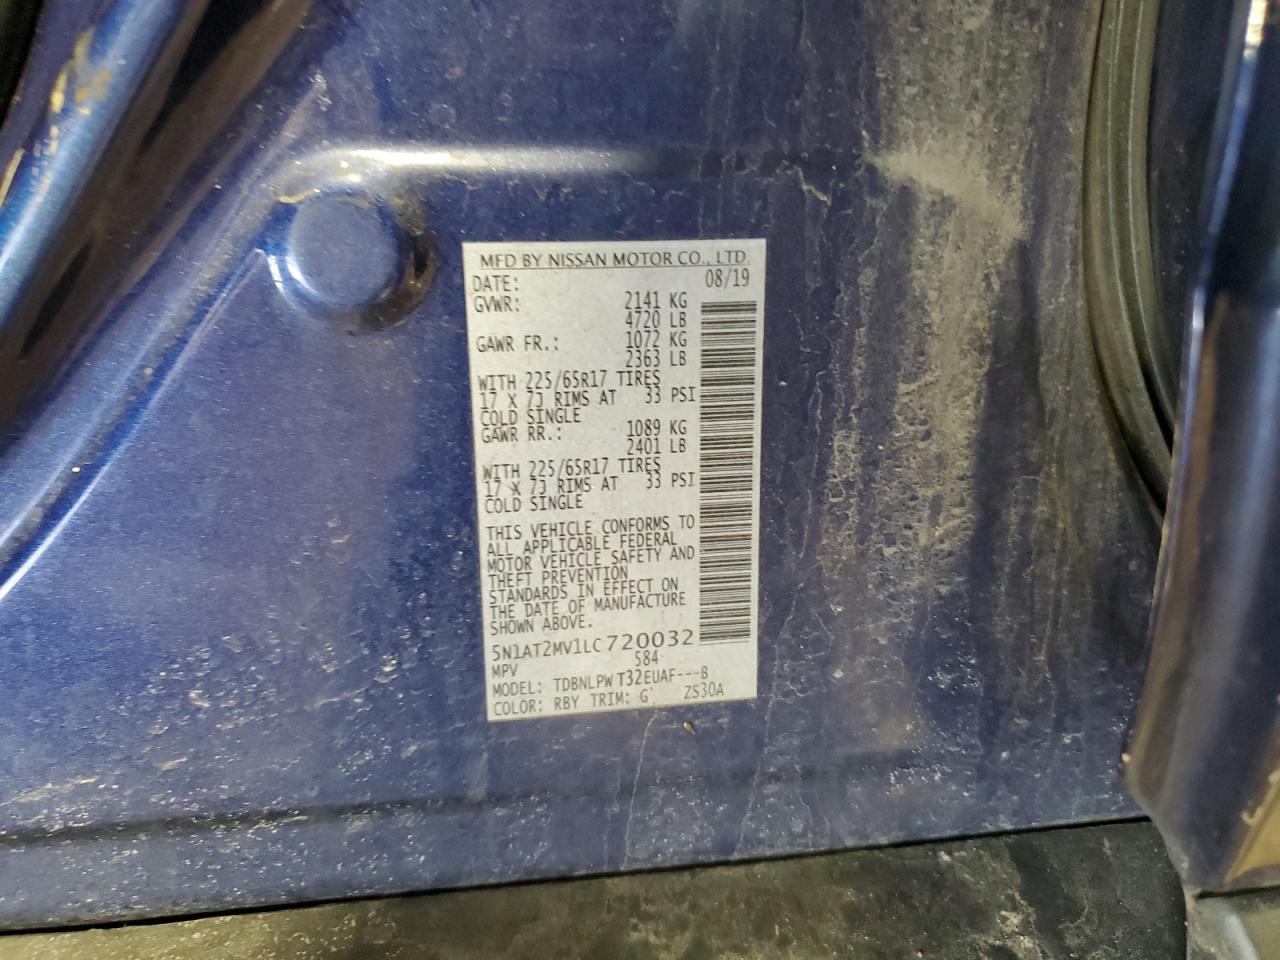 MFD BY NISSAN MOTOR CO., LTD.
DATE: 08/19
GVWR: 2141 KG
4720 LB
GAWR FR.: 1072 KG
2363 LB
WITH 225/65R17 TIRES
17 X 7J RIMS AT 33 PSI
COLD SINGLE
GAWR RR.: 1089 KG
2401 LB
WITH 225/65R17 TIRES
17 X 7J RIMS AT 33 PSI
COLD SINGLE
THIS VEHICLE CONFORMS TO
ALL APPLICABLE FEDERAL
MOTOR VEHICLE SAFETY AND
THEFT PREVENTION
STANDARDS IN EFFECT ON
THE DATE OF MANUFACTURE
SHOWN ABOVE.
5N1AT2MV1LC720032
MPV 584
MODEL: TDBNLPW T32EUAF---B
COLOR: RBY TRIM: G ZS30A